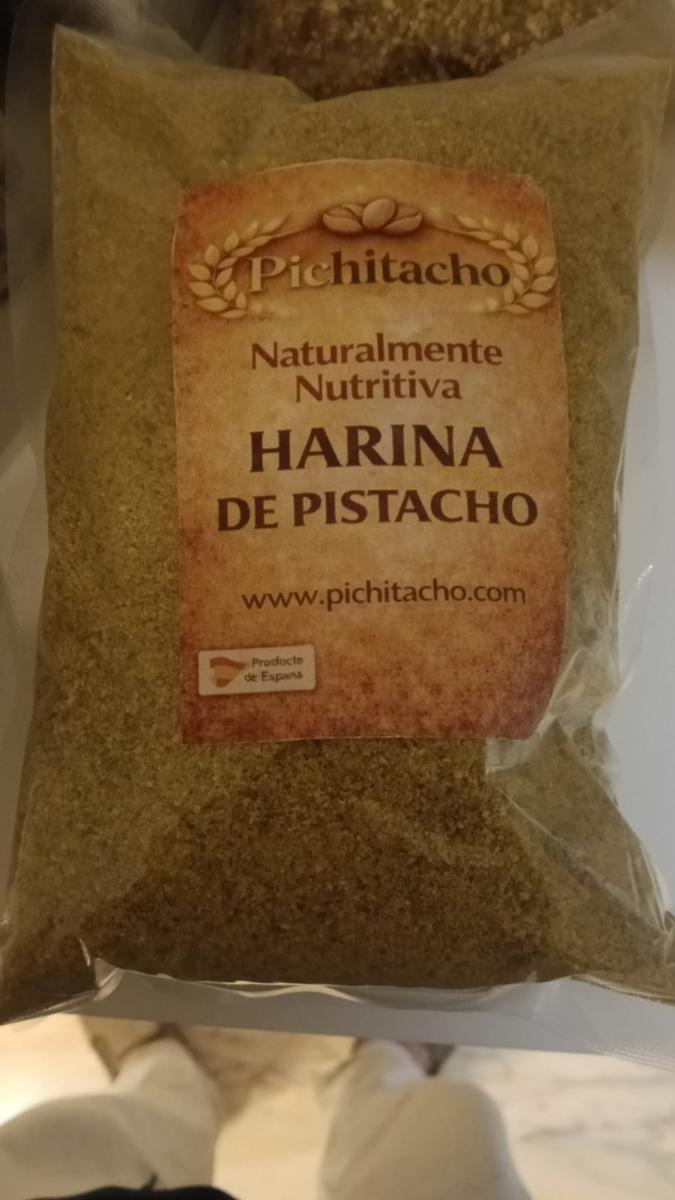 Pichitacho
Naturalmente
Nutritiva
HARINA
DE PISTACHO
www.pichitacho.com
Producto
de España